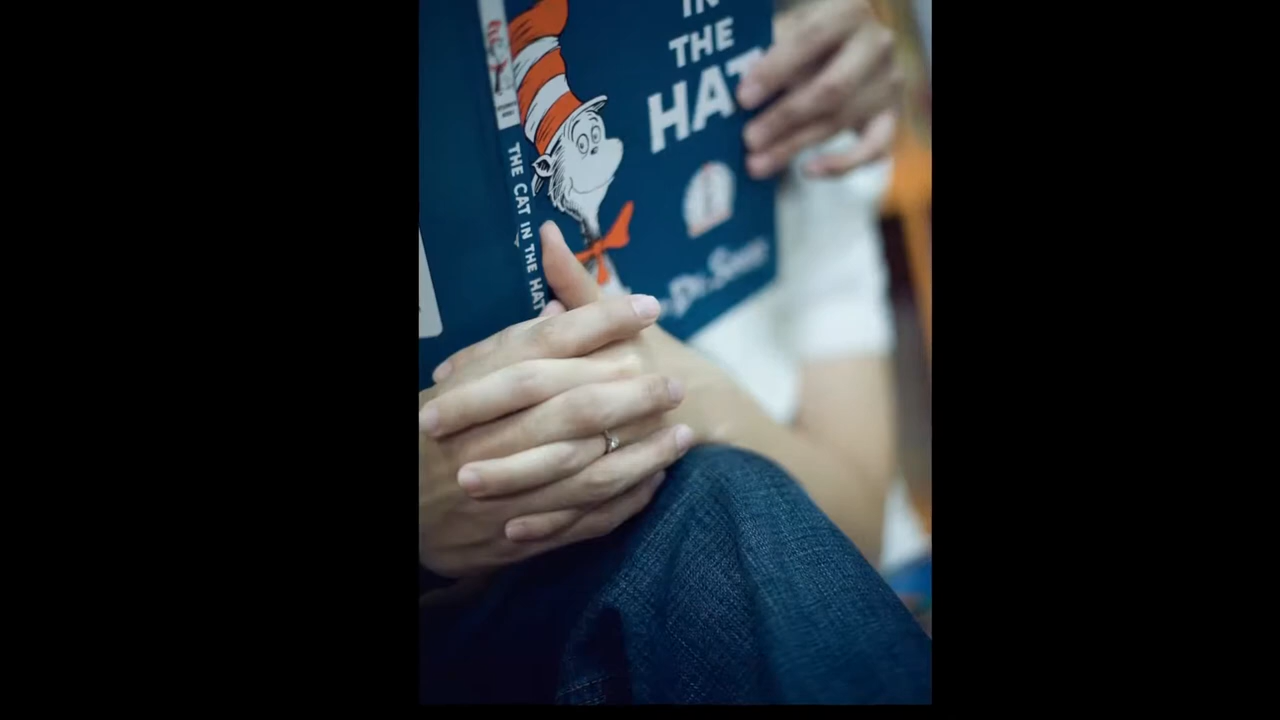 IN
THE
HAT
THE CAT IN THE HAT
Dr. Seuss